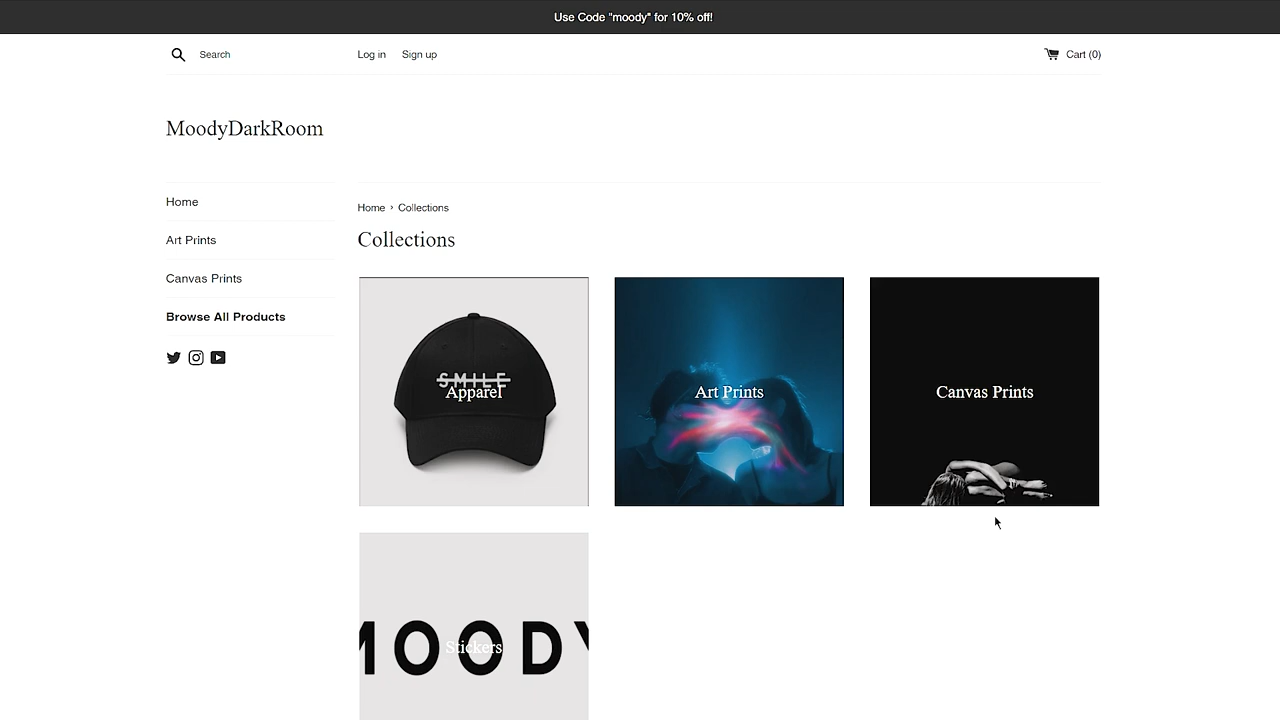 Use Code "moody" for 10% off!
Search
Log in
Sign up
Cart (0)
MoodyDarkRoom
Home
Art Prints
Canvas Prints
Browse All Products
Home › Collections
Collections
SMILE
Apparel
Art Prints
Canvas Prints
MOODY
Stickers